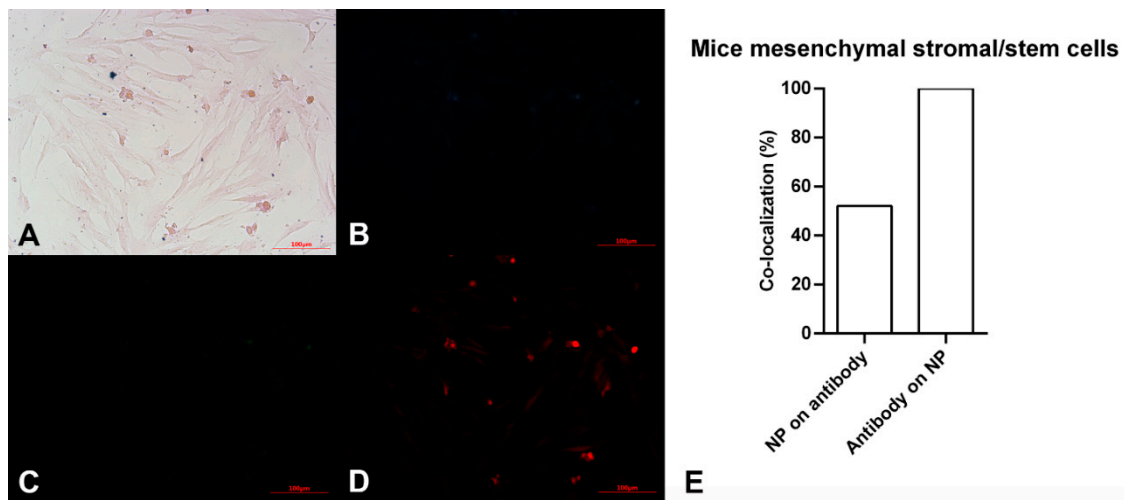 A
100µm
B
100µm
C
100µm
D
100µm
Mice mesenchymal stromal/stem cells
Co-localization (%)
100
80
60
40
20
0
NP on antibody
Antibody on NP
E